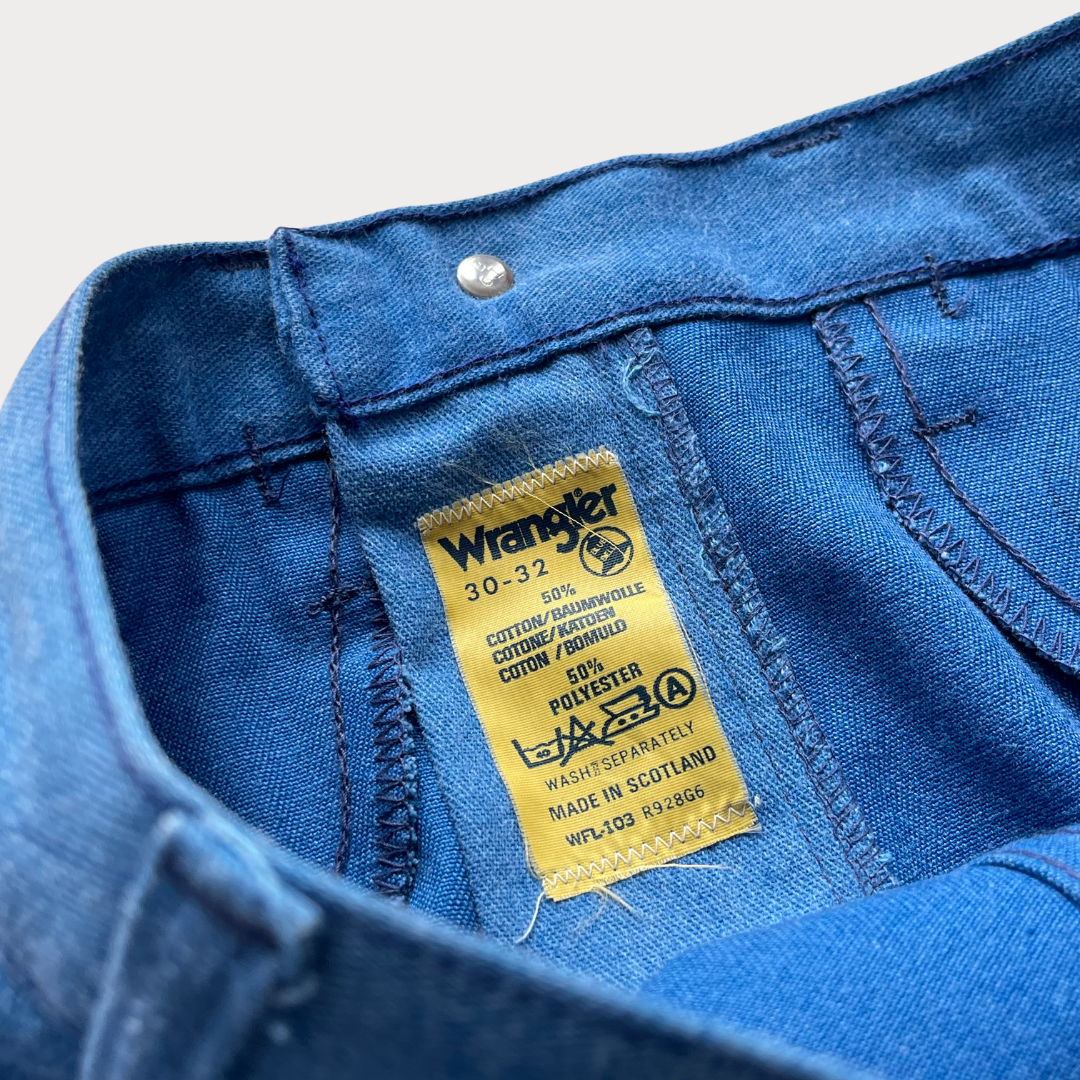 Wrangler®
30-32
50%
COTTON/BAUMWOLLE
COTONE/KATOEN
COTON/BOMULD
50%
POLYESTER
40 A
WASH SEPARATELY
MADE IN SCOTLAND
WFL-103 R928G6